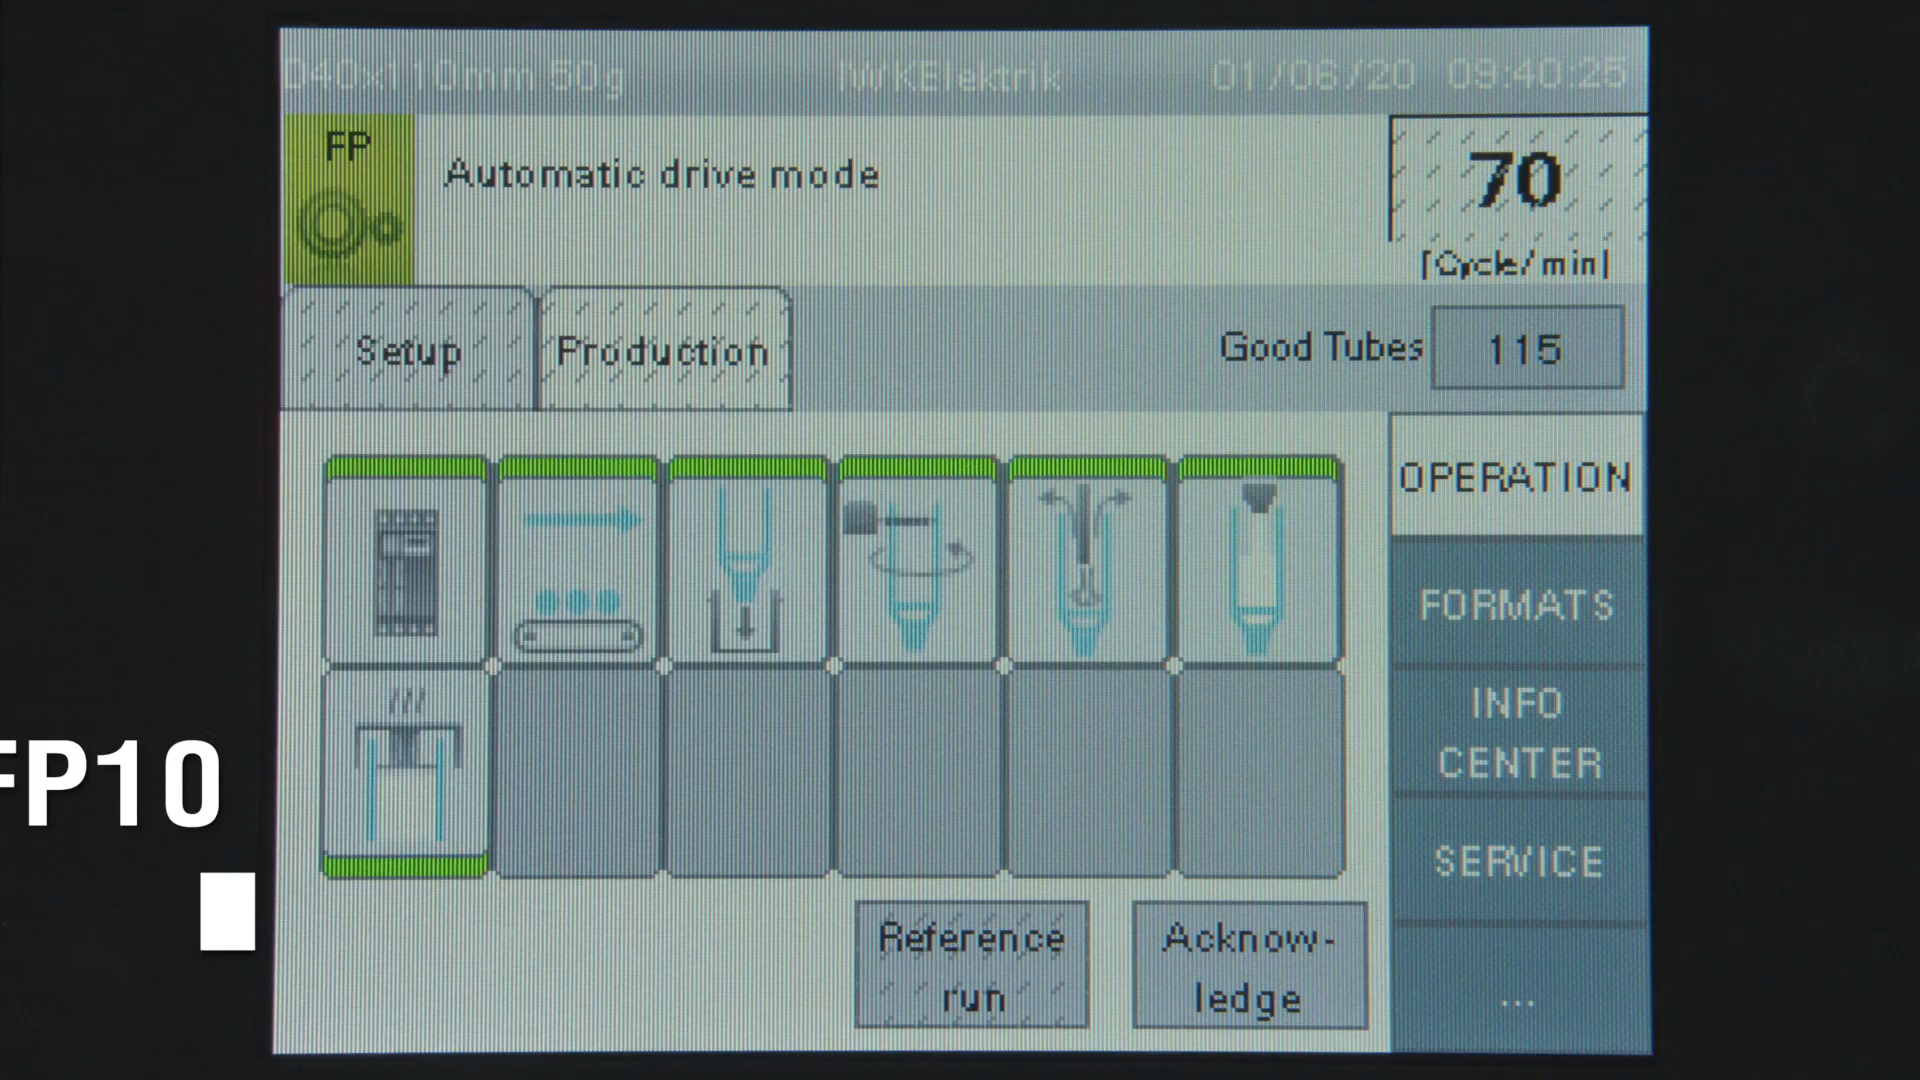 040x110mm 50g IWKElektrik 01/06/20 09:40:25
FP
Automatic drive mode
70
[Cycle/min]
Setup
Production
Good Tubes 115
OPERATION
FORMATS
INFO
CENTER
SERVICE
...
Reference
run
Acknow-
ledge
FP10